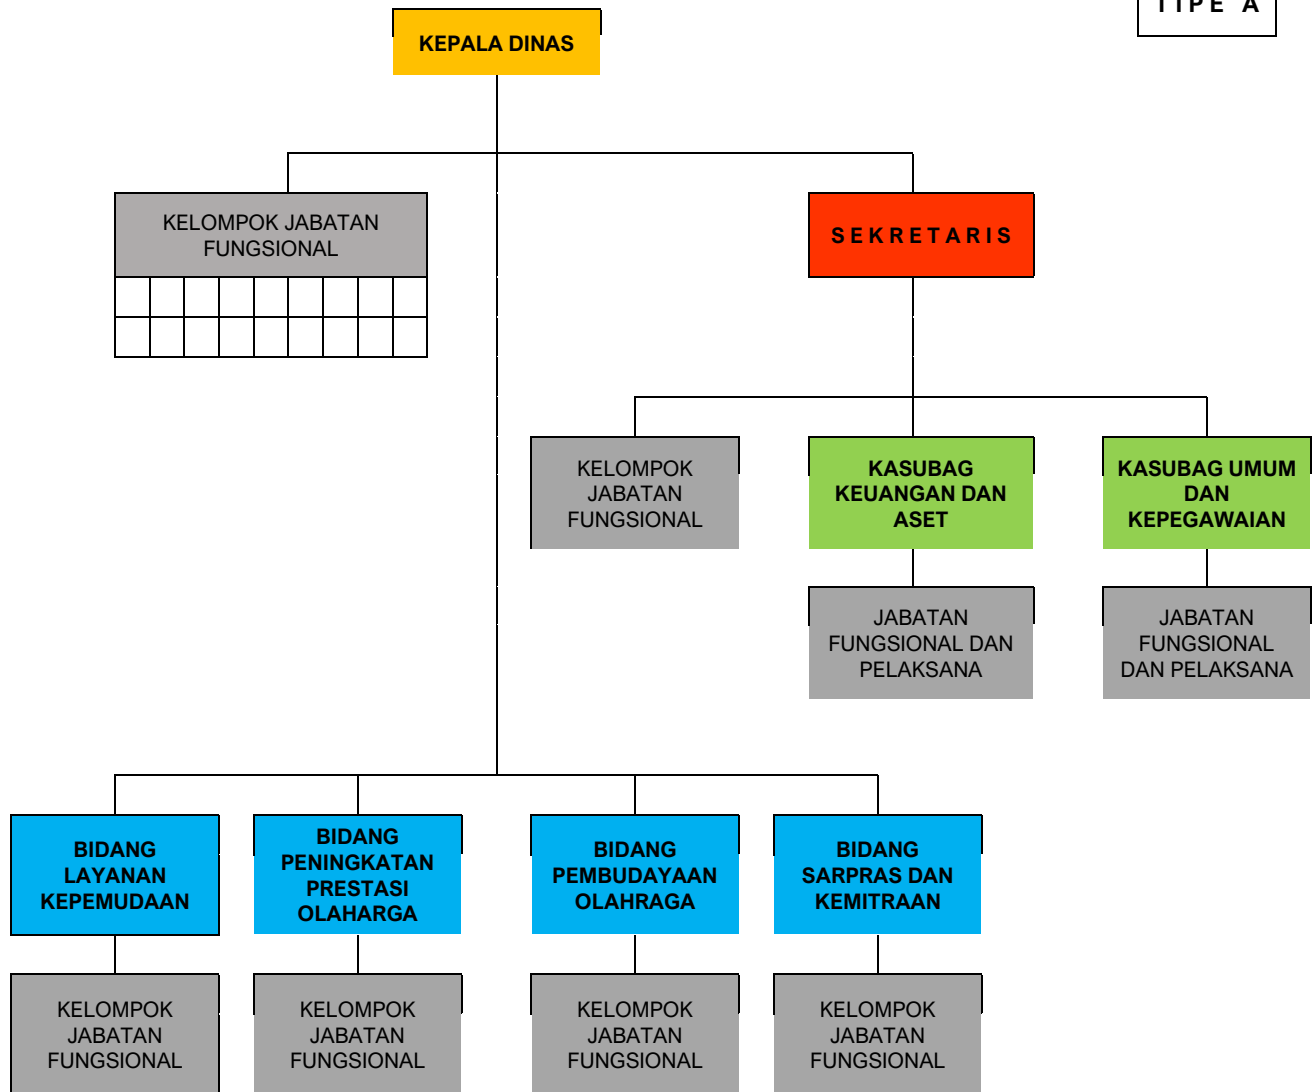 TIPE A
KEPALA DINAS
KELOMPOK JABATAN
FUNGSIONAL
SEKRETARIS
KELOMPOK
JABATAN
FUNGSIONAL
KASUBAG
KEUANGAN DAN
ASET
KASUBAG UMUM
DAN
KEPEGAWAIAN
JABATAN
FUNGSIONAL DAN
PELAKSANA
JABATAN
FUNGSIONAL
DAN PELAKSANA
BIDANG
LAYANAN
KEPEMUDAAN
BIDANG
PENINGKATAN
PRESTASI
OLAHARGA
BIDANG
PEMBUDAYAAN
OLAHRAGA
BIDANG
SARPRAS DAN
KEMITRAAN
KELOMPOK
JABATAN
FUNGSIONAL
KELOMPOK
JABATAN
FUNGSIONAL
KELOMPOK
JABATAN
FUNGSIONAL
KELOMPOK
JABATAN
FUNGSIONAL